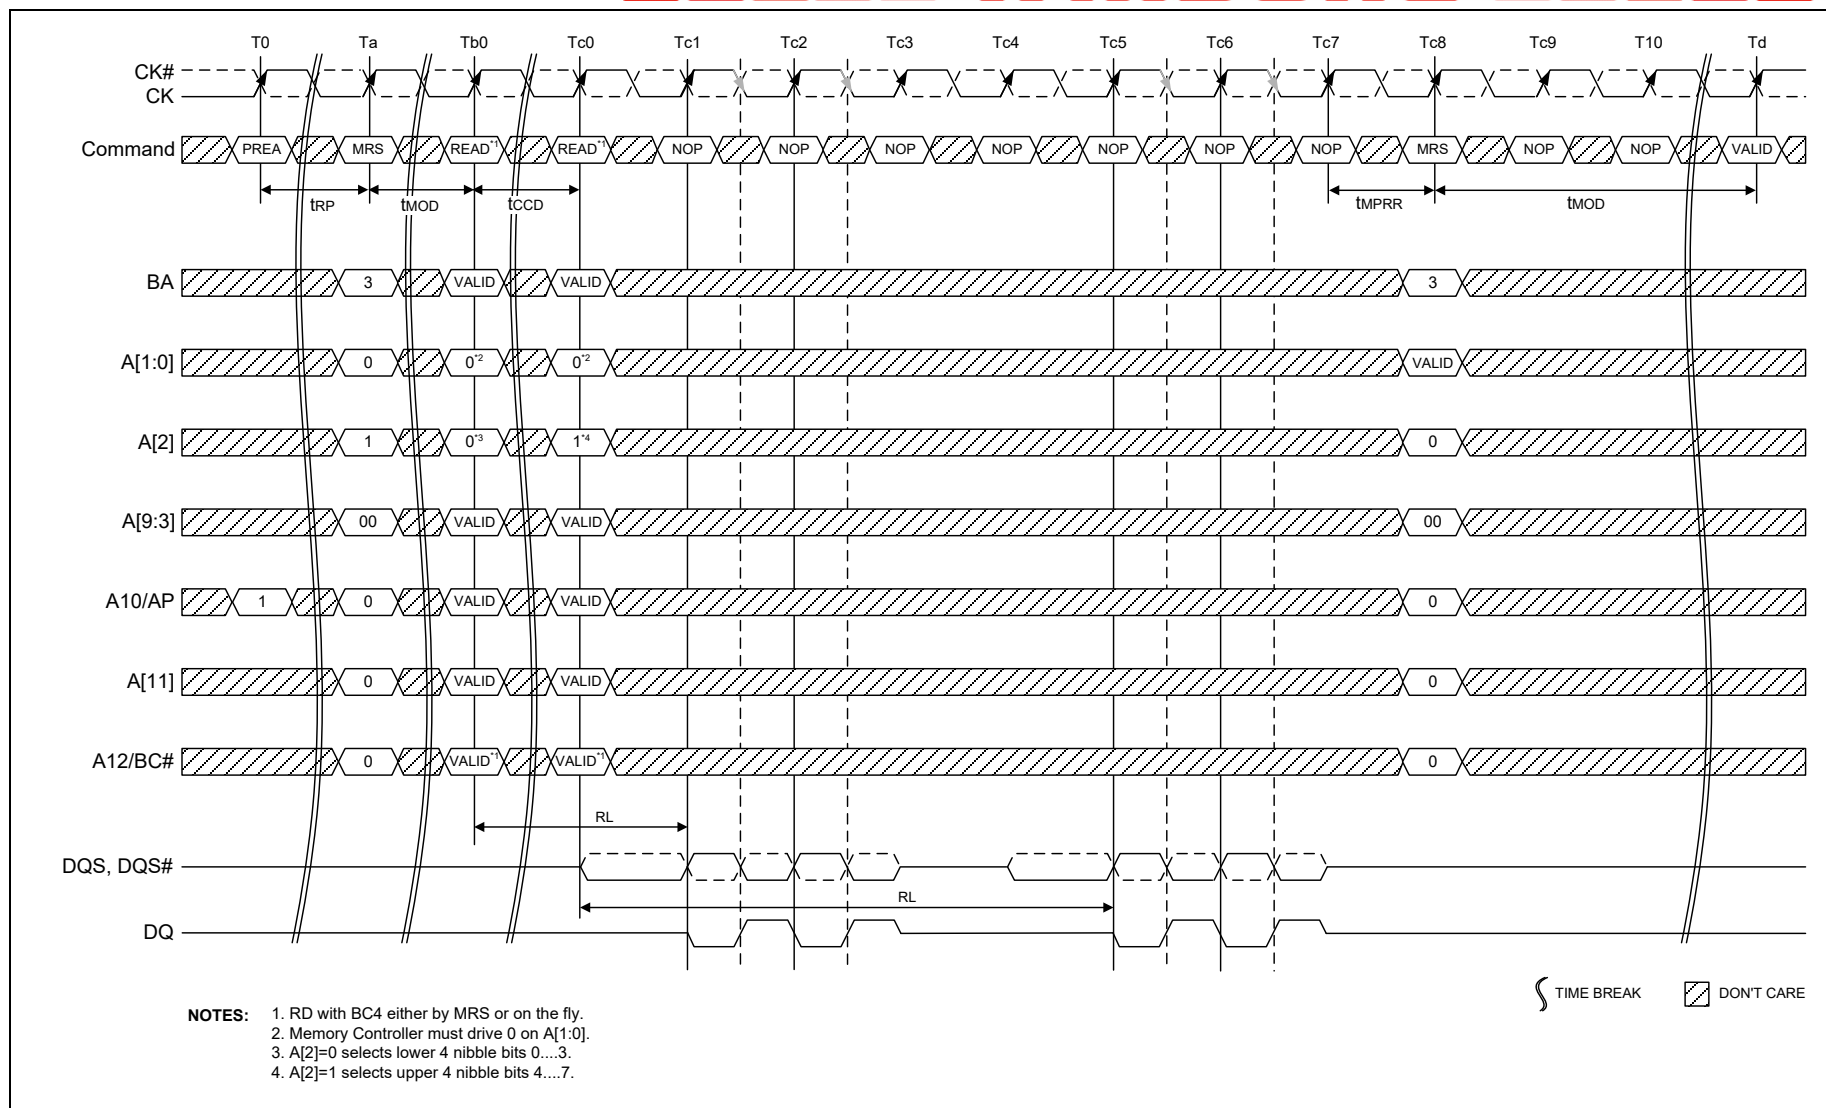 T0 Ta Tb0 Tc0 Tc1 Tc2 Tc3 Tc4 Tc5 Tc6 Tc7 Tc8 Tc9 T10 Td
CK#
CK
Command PREA MRS READ*1 READ*1 NOP NOP NOP NOP NOP NOP NOP MRS NOP NOP VALID
tRP tMOD tCCD tMPRR tMOD
BA 3 VALID VALID 3
A[1:0] 0 0*2 0*2 VALID
A[2] 1 0*3 1*4 0
A[9:3] 00 VALID VALID 00
A10/AP 1 0 VALID VALID 0
A[11] 0 VALID VALID 0
A12/BC# 0 VALID*1 VALID*1 0
RL
DQS, DQS#
RL
DQ
TIME BREAK DON'T CARE
NOTES: 1. RD with BC4 either by MRS or on the fly.
2. Memory Controller must drive 0 on A[1:0].
3. A[2]=0 selects lower 4 nibble bits 0....3.
4. A[2]=1 selects upper 4 nibble bits 4....7.